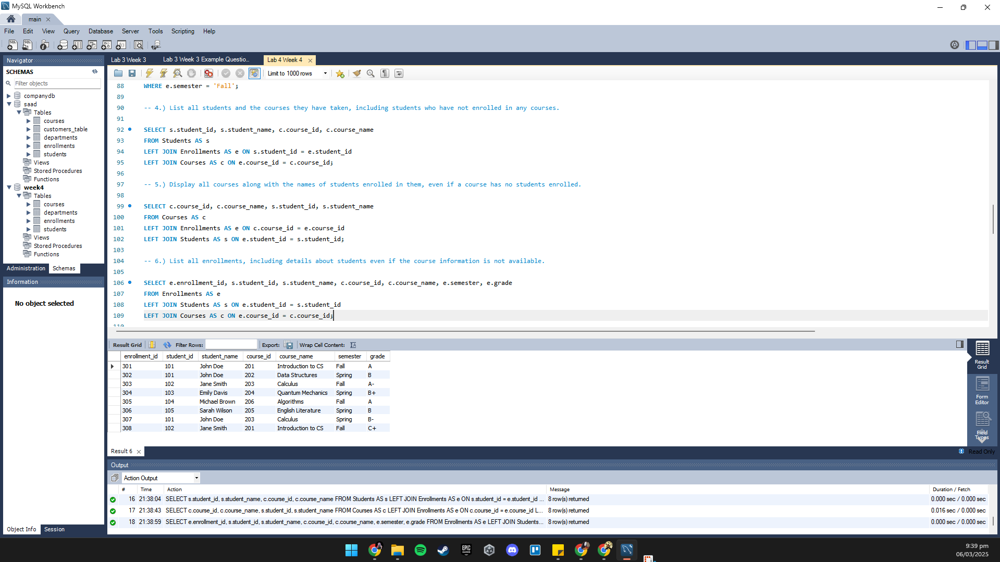 MySQL Workbench
main
File Edit View Query Database Server Tools Scripting Help
Navigator
SCHEMAS
Filter objects
companydb
saad
Tables
courses
customers_table
departments
enrollments
students
Views
Stored Procedures
Functions
week4
Tables
courses
departments
enrollments
students
Views
Stored Procedures
Functions
Administration Schemas
Information
No object selected
Object Info Session
Lab 3 Week 3 Lab 3 Week 3 Example Questio... Lab 4 Week 4
Limit to 1000 rows
88 WHERE e.semester = 'Fall';
89
90 -- 4.) List all students and the courses they have taken, including students who have not enrolled in any courses.
91
92 SELECT s.student_id, s.student_name, c.course_id, c.course_name
93 FROM Students AS s
94 LEFT JOIN Enrollments AS e ON s.student_id = e.student_id
95 LEFT JOIN Courses AS c ON e.course_id = c.course_id;
96
97 -- 5.) Display all courses along with the names of students enrolled in them, even if a course has no students enrolled.
98
99 SELECT c.course_id, c.course_name, s.student_id, s.student_name
100 FROM Courses AS c
101 LEFT JOIN Enrollments AS e ON c.course_id = e.course_id
102 LEFT JOIN Students AS s ON e.student_id = s.student_id;
103
104 -- 6.) List all enrollments, including details about students even if the course information is not available.
105
106 SELECT e.enrollment_id, s.student_id, s.student_name, c.course_id, c.course_name, e.semester, e.grade
107 FROM Enrollments AS e
108 LEFT JOIN Students AS s ON e.student_id = s.student_id
109 LEFT JOIN Courses AS c ON e.course_id = c.course_id;
110
Result Grid Filter Rows: Export: Wrap Cell Content:
enrollment_id student_id student_name course_id course_name semester grade
301 101 John Doe 201 Introduction to CS Fall A
302 101 John Doe 202 Data Structures Spring B
303 102 Jane Smith 203 Calculus Fall A-
304 103 Emily Davis 204 Quantum Mechanics Spring B+
305 104 Michael Brown 206 Algorithms Fall A
306 105 Sarah Wilson 205 English Literature Spring B
307 101 John Doe 203 Calculus Spring B-
308 102 Jane Smith 201 Introduction to CS Fall C+
Result Grid
Form Editor
Field Types
Result 6
Read Only
Output
Action Output
# Time Action Message Duration / Fetch
16 21:38:04 SELECT s.student_id, s.student_name, c.course_id, c.course_name FROM Students AS s LEFT JOIN Enrollments AS e ON s.student_id = e.student_id ... 8 row(s) returned 0.000 sec / 0.000 sec
17 21:38:43 SELECT c.course_id, c.course_name, s.student_id, s.student_name FROM Courses AS c LEFT JOIN Enrollments AS e ON c.course_id = e.course_id L... 8 row(s) returned 0.016 sec / 0.000 sec
18 21:38:59 SELECT e.enrollment_id, s.student_id, s.student_name, c.course_id, c.course_name, e.semester, e.grade FROM Enrollments AS e LEFT JOIN Students... 8 row(s) returned 0.000 sec / 0.000 sec
EPIC GAMES
9:39 pm
06/03/2025